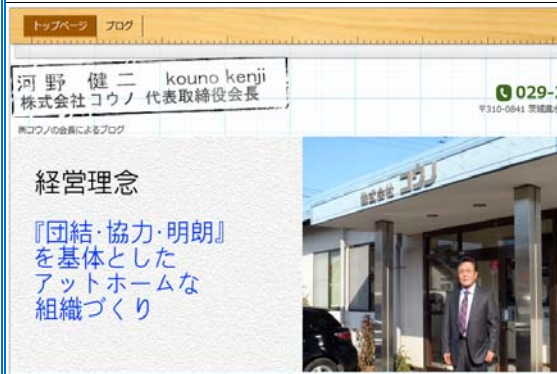 トップページ ブログ
河野 健二 kouno kenji
株式会社コウノ 代表取締役会長
029-
〒310-0841 茨城県
㈱コウノの会長によるブログ
経営理念
『団結・協力・明朗』
を基体とした
アットホームな
組織づくり
株式会社 コウノ